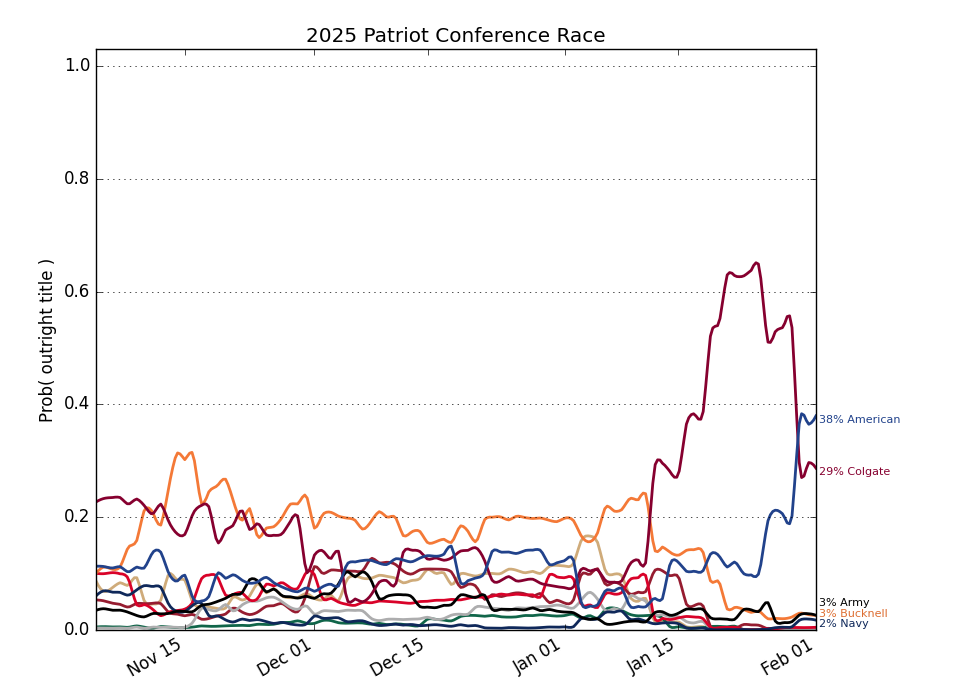 2025 Patriot Conference Race
Prob( outright title )
1.0
0.8
0.6
0.4
0.2
0.0
38% American
29% Colgate
3% Army
3% Bucknell
2% Navy
Nov 15
Dec 01
Dec 15
Jan 01
Jan 15
Feb 01